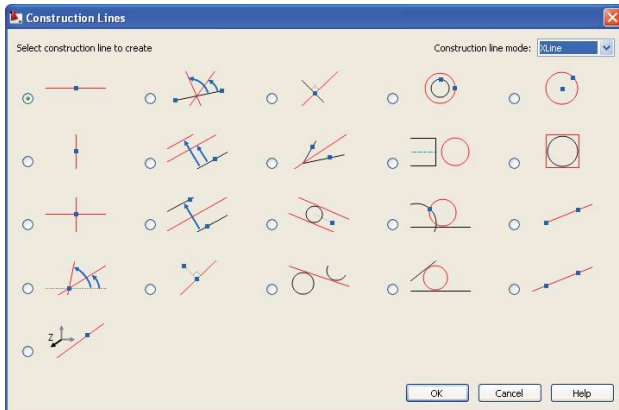 Construction Lines
Select construction line to create
Construction line mode: XLine
Z
OK Cancel Help